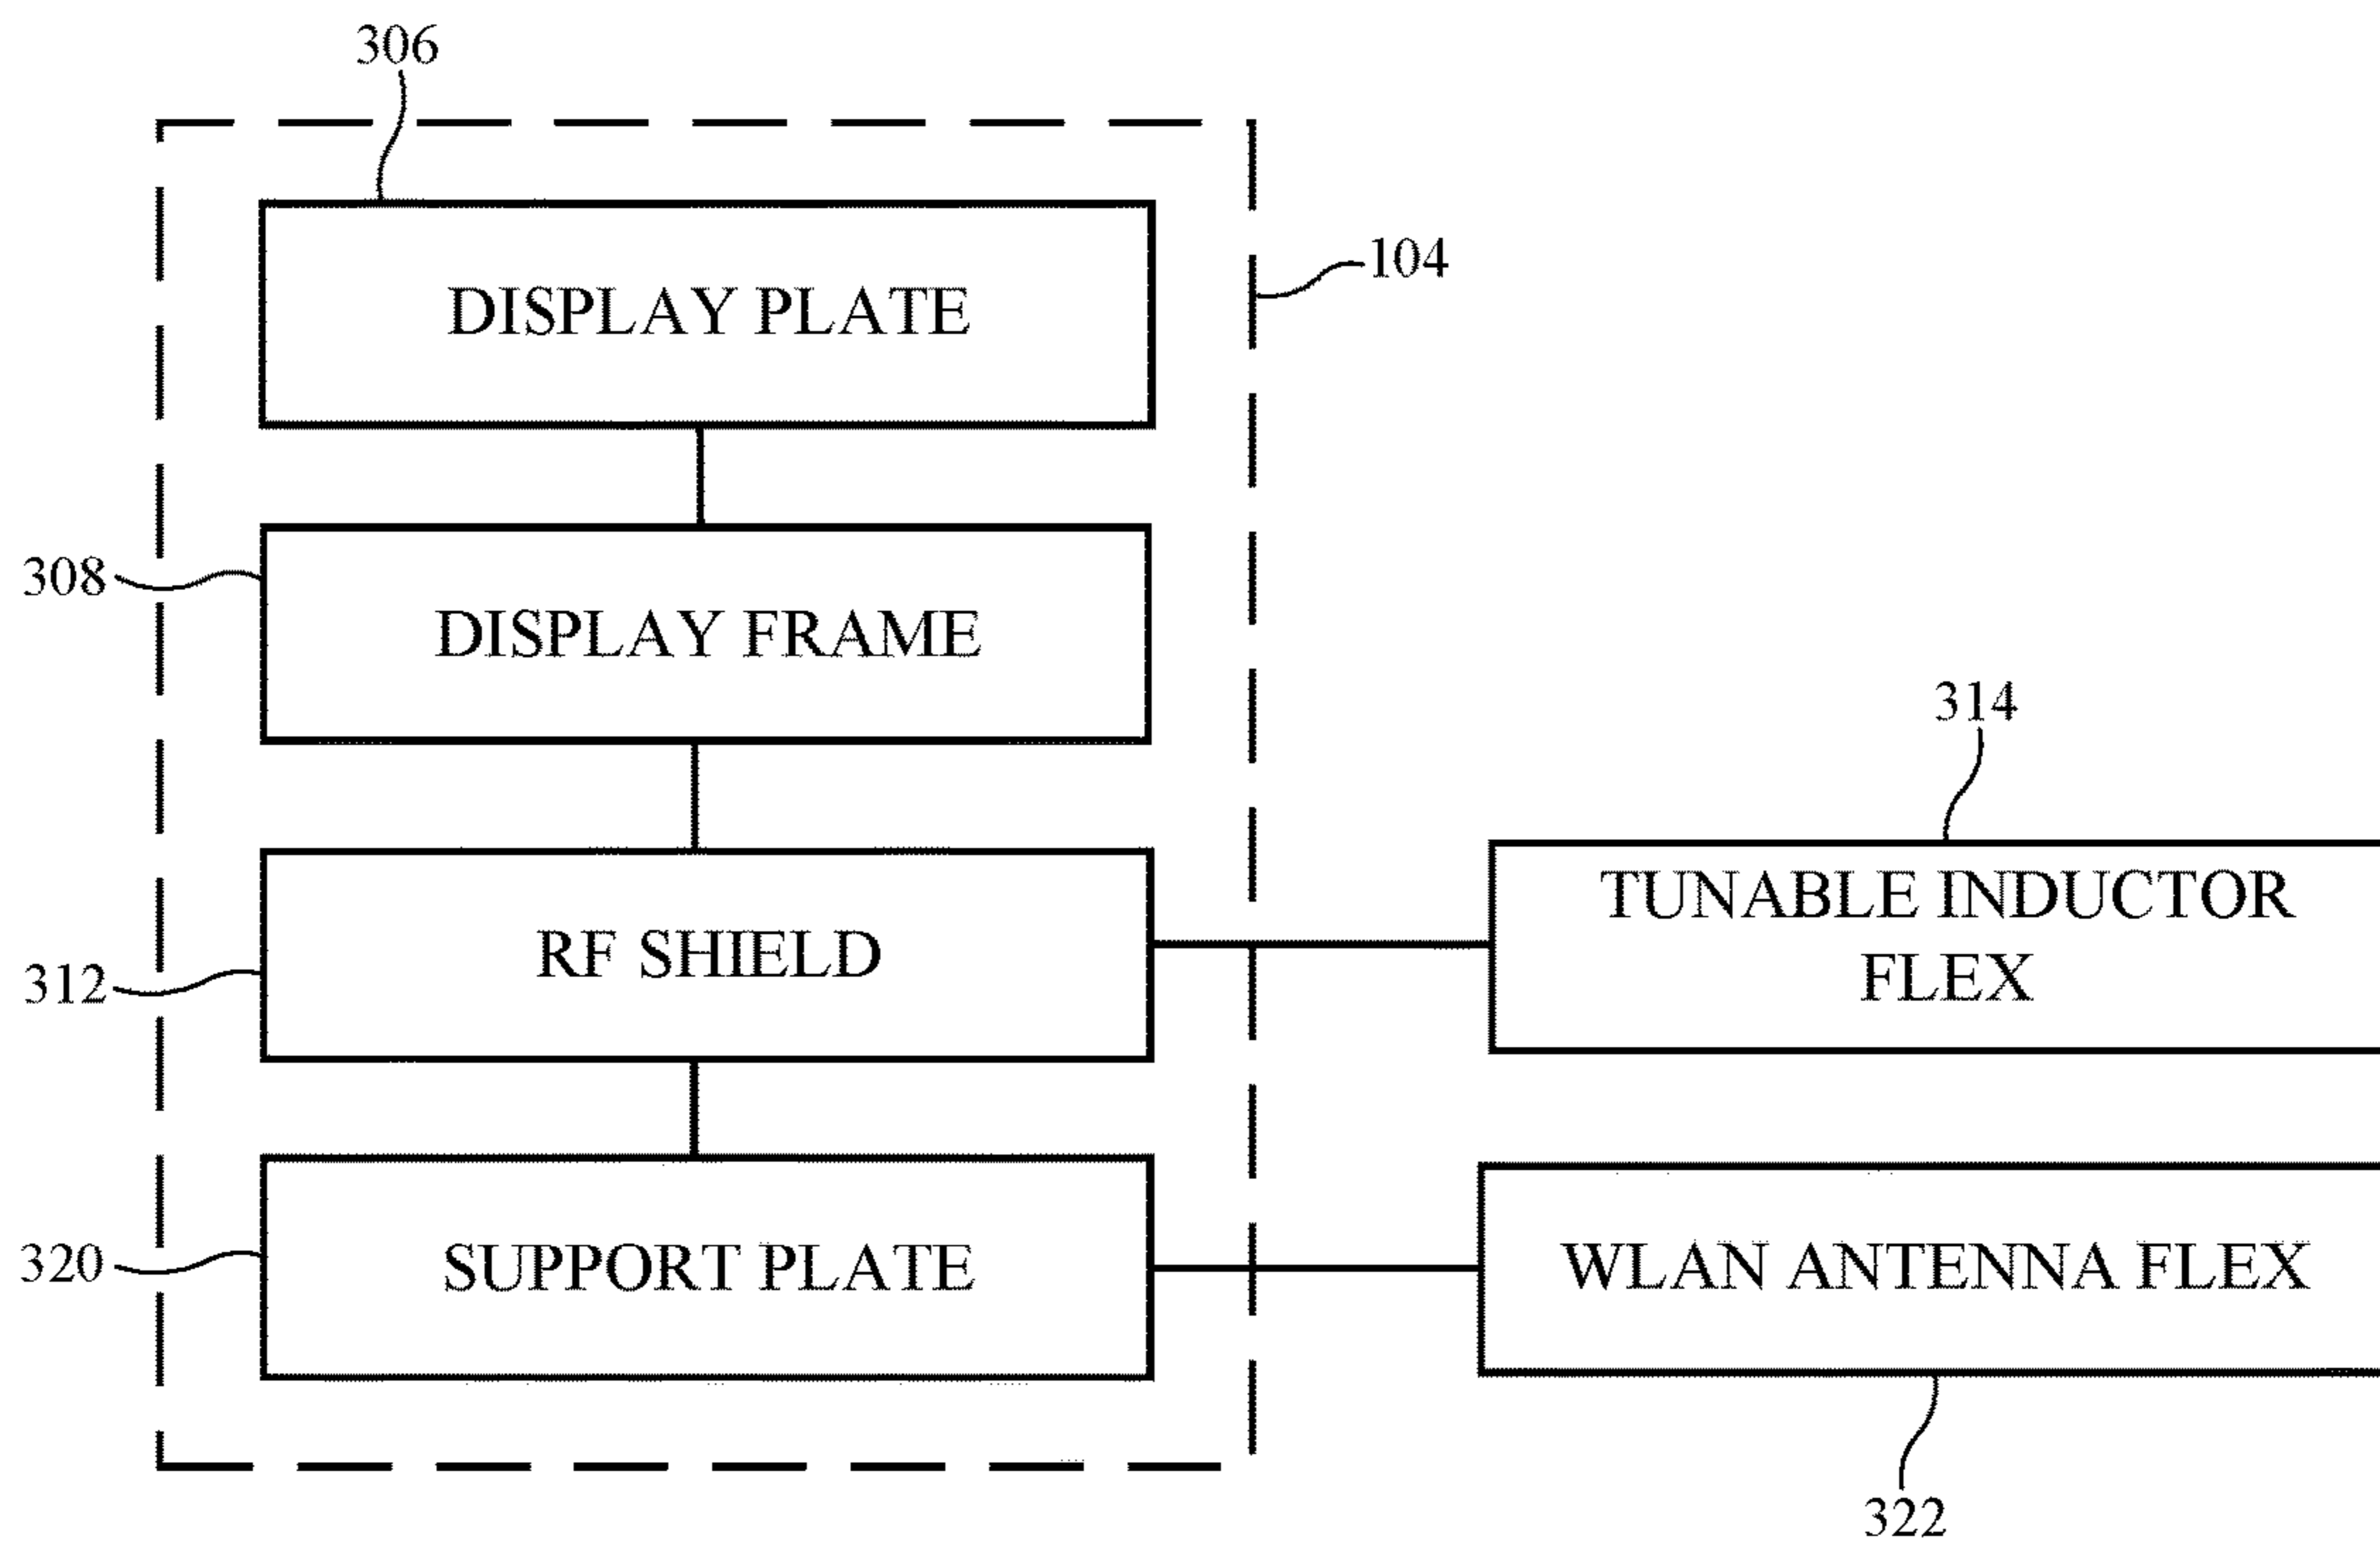 306
DISPLAY PLATE
104
308
DISPLAY FRAME
314
TUNABLE INDUCTOR
FLEX
312
RF SHIELD
320
SUPPORT PLATE
WLAN ANTENNA FLEX
322